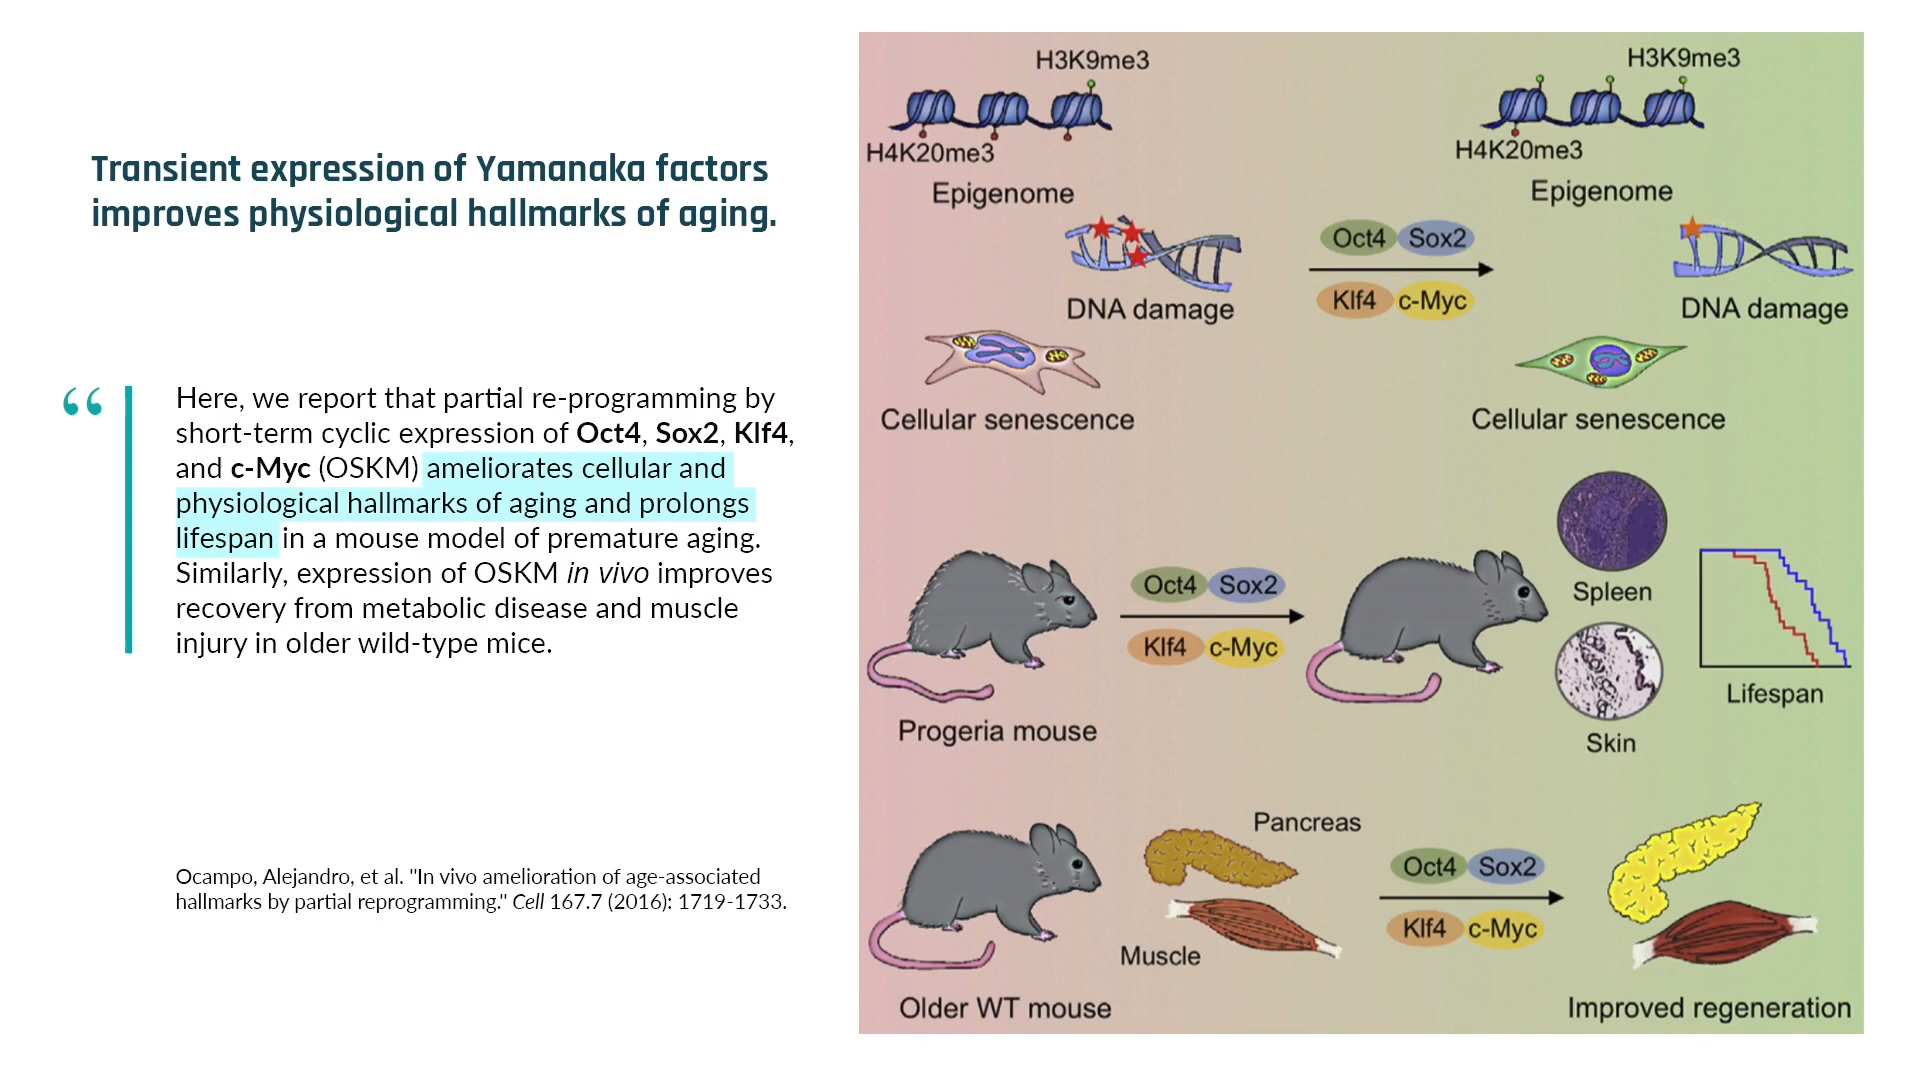 Transient expression of Yamanaka factors
improves physiological hallmarks of aging.
“
Here, we report that partial re-programming by
short-term cyclic expression of Oct4, Sox2, Klf4,
and c-Myc (OSKM) ameliorates cellular and
physiological hallmarks of aging and prolongs
lifespan in a mouse model of premature aging.
Similarly, expression of OSKM in vivo improves
recovery from metabolic disease and muscle
injury in older wild-type mice.
Ocampo, Alejandro, et al. "In vivo amelioration of age-associated
hallmarks by partial reprogramming." Cell 167.7 (2016): 1719-1733.
H3K9me3
H4K20me3
Epigenome
DNA damage
Cellular senescence
Oct4 Sox2
Klf4 c-Myc
H3K9me3
H4K20me3
Epigenome
DNA damage
Cellular senescence
Progeria mouse
Oct4 Sox2
Klf4 c-Myc
Spleen
Skin
Lifespan
Older WT mouse
Pancreas
Muscle
Oct4 Sox2
Klf4 c-Myc
Improved regeneration